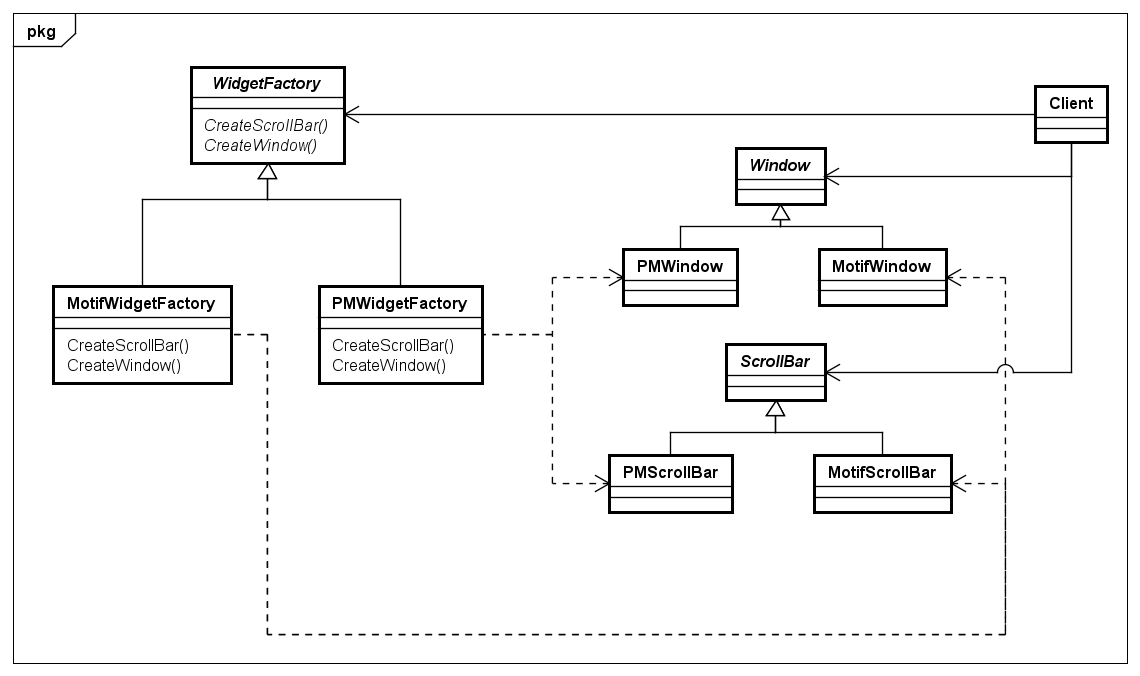 pkg
WidgetFactory
CreateScrollBar()
CreateWindow()
Client
Window
PMWindow
MotifWindow
MotifWidgetFactory
CreateScrollBar()
CreateWindow()
PMWidgetFactory
CreateScrollBar()
CreateWindow()
ScrollBar
PMScrollBar
MotifScrollBar